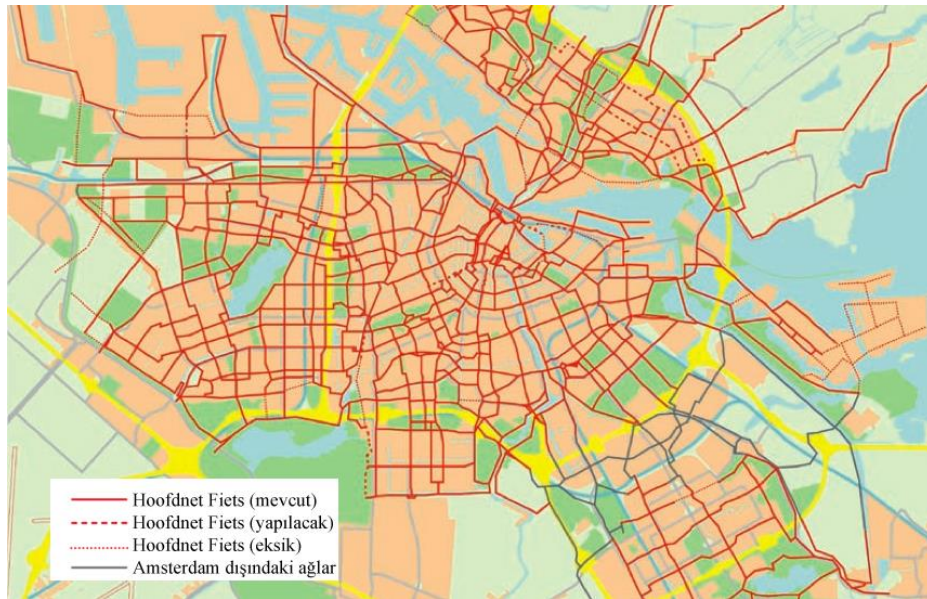 Hoofdnet Fiets (mevcut)
Hoofdnet Fiets (yapılacak)
Hoofdnet Fiets (eksik)
Amsterdam dışındaki ağlar